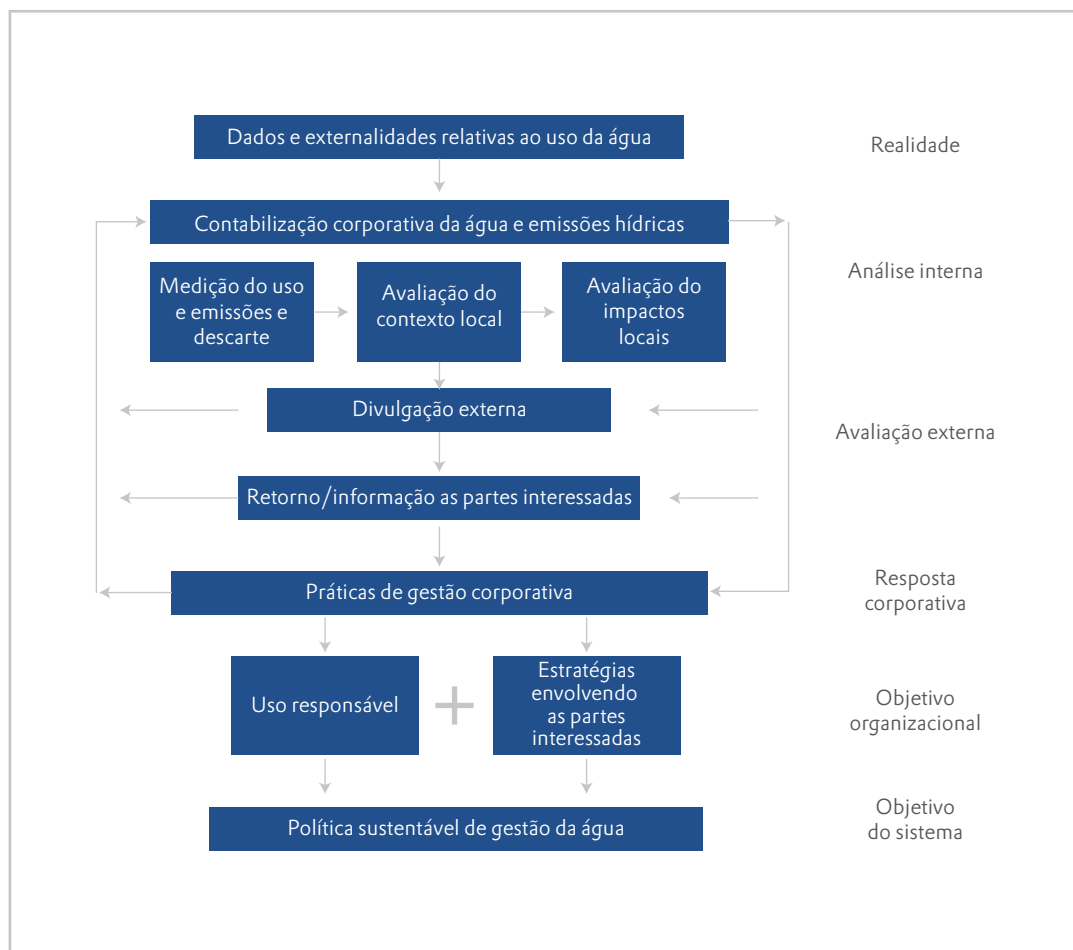 Dados e externalidades relativas ao uso da água
Realidade
Contabilização corporativa da água e emissões hídricas
Análise interna
Medição do uso
e emissões e
descarte
Avaliação do
contexto local
Avaliação do
impactos
locais
Divulgação externa
Avaliação externa
Retorno/informação as partes interessadas
Práticas de gestão corporativa
Resposta
corporativa
Uso responsável
+
Estratégias
envolvendo
as partes
interessadas
Objetivo
organizacional
Política sustentável de gestão da água
Objetivo
do sistema